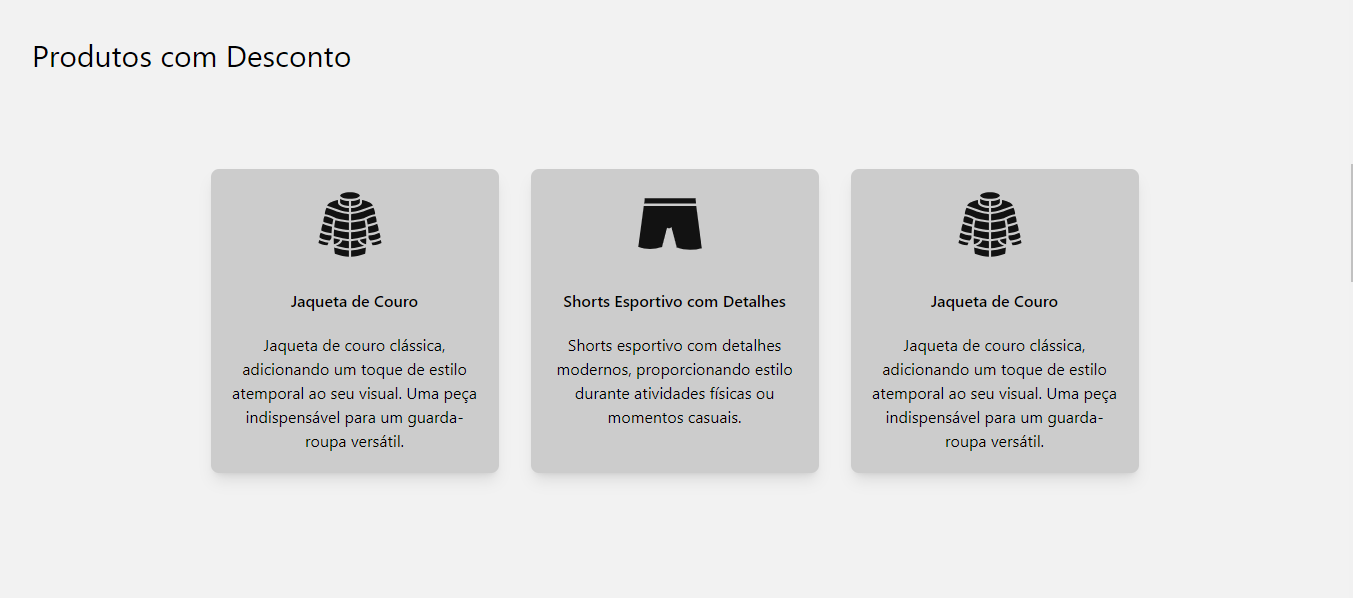 Produtos com Desconto
Jaqueta de Couro
Jaqueta de couro clássica,
adicionando um toque de estilo
atemporal ao seu visual. Uma peça
indispensável para um guarda-
roupa versátil.
Shorts Esportivo com Detalhes
Shorts esportivo com detalhes
modernos, proporcionando estilo
durante atividades físicas ou
momentos casuais.
Jaqueta de Couro
Jaqueta de couro clássica,
adicionando um toque de estilo
atemporal ao seu visual. Uma peça
indispensável para um guarda-
roupa versátil.